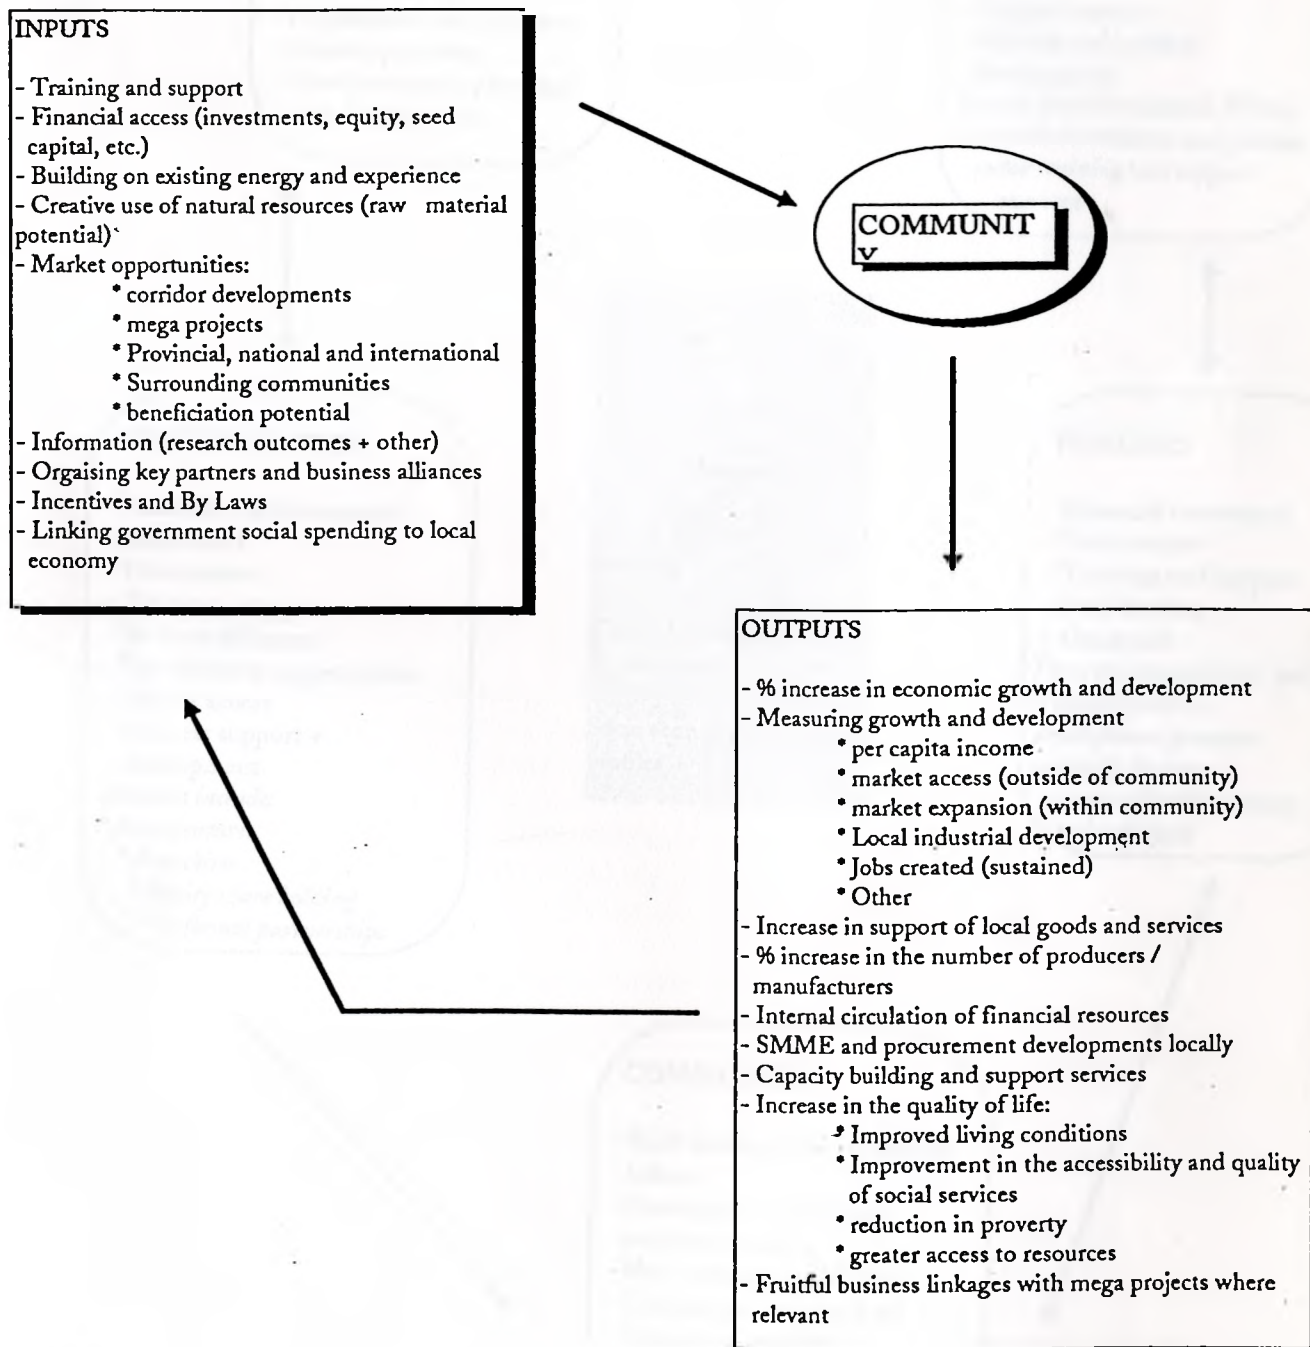 INPUTS
- Training and support
- Financial access (investments, equity, seed
capital, etc.)
- Building on existing energy and experience
- Creative use of natural resources (raw material
potential)
- Market opportunities:
* corridor developments
* mega projects
* Provincial, national and international
* Surrounding communities
* beneficiation potential
- Information (research outcomes + other)
- Orgaising key partners and business alliances
- Incentives and By Laws
- Linking government social spending to local
economy
COMMUNIT
Y
OUTPUTS
- % increase in economic growth and development
- Measuring growth and development
* per capita income
* market access (outside of community)
* market expansion (within community)
* Local industrial development
* Jobs created (sustained)
* Other
- Increase in support of local goods and services
- % increase in the number of producers /
manufacturers
- Internal circulation of financial resources
- SMME and procurement developments locally
- Capacity building and support services
- Increase in the quality of life:
* Improved living conditions
* Improvement in the accessibility and quality
of social services
* reduction in proverty
* greater access to resources
- Fruitful business linkages with mega projects where
relevant